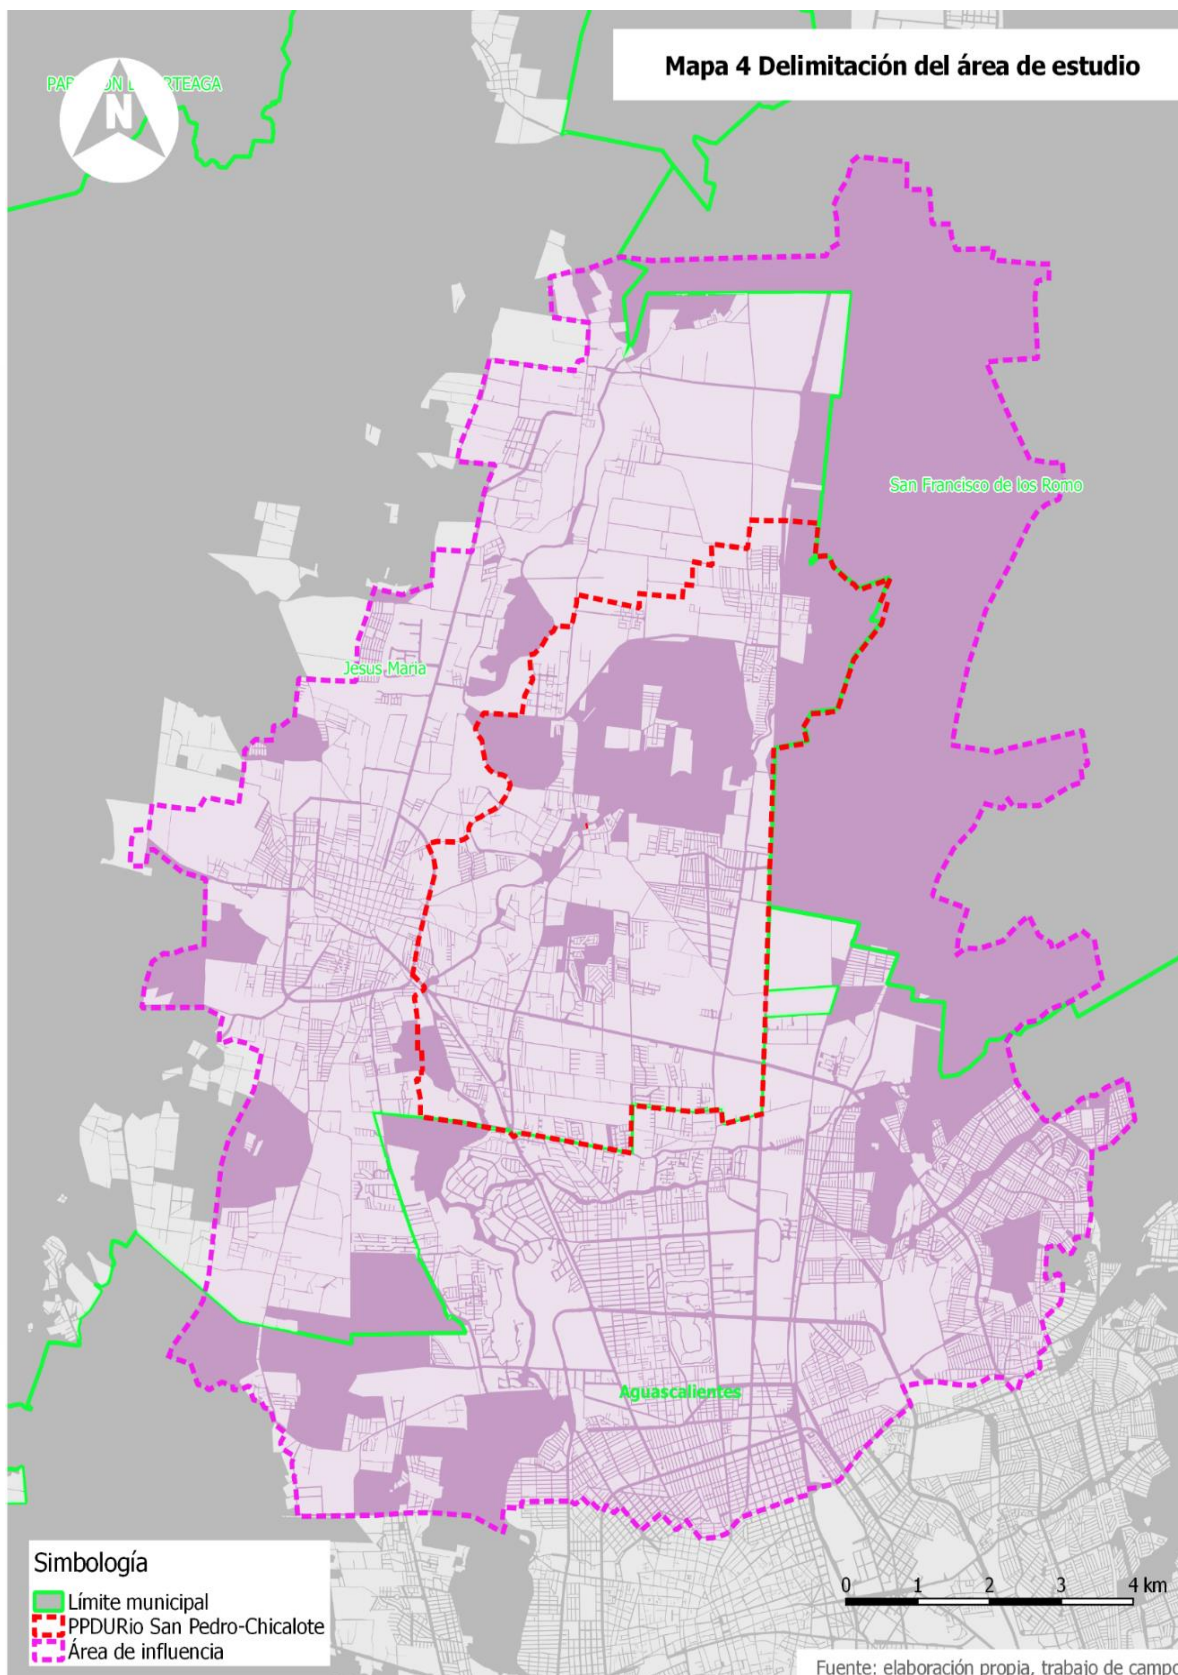 Mapa 4 Delimitación del área de estudio
N
San Francisco de los Romo
Jesus Maria
Aguascalientes
Simbología
Límite municipal
PPDURio San Pedro-Chicalote
Área de influencia
0 1 2 3 4 km
Fuente: elaboración propia, trabajo de campo